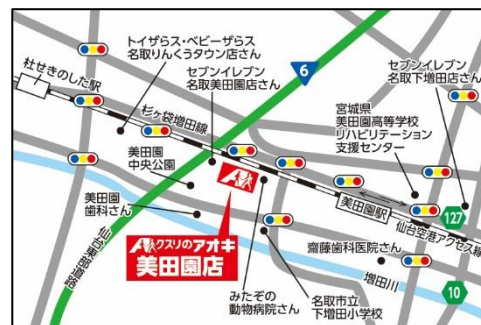 トイザらス・ベビーザらス
名取りんくうタウン店さん
セブンイレブン
名取美田園店さん
6
セブンイレブン
名取下増田店さん
杜せきのした駅
杉ヶ袋増田線
宮城県
美田園高等学校
リハビリテーション
支援センター
美田園
中央公園
美田園
歯科さん
美田園駅
127
仙台空港アクセス線
クスリのアオキ
美田園店
仙台東部道路
齋藤歯科医院さん
増田川
みたぞの
動物病院さん
名取市立
下増田小学校
10